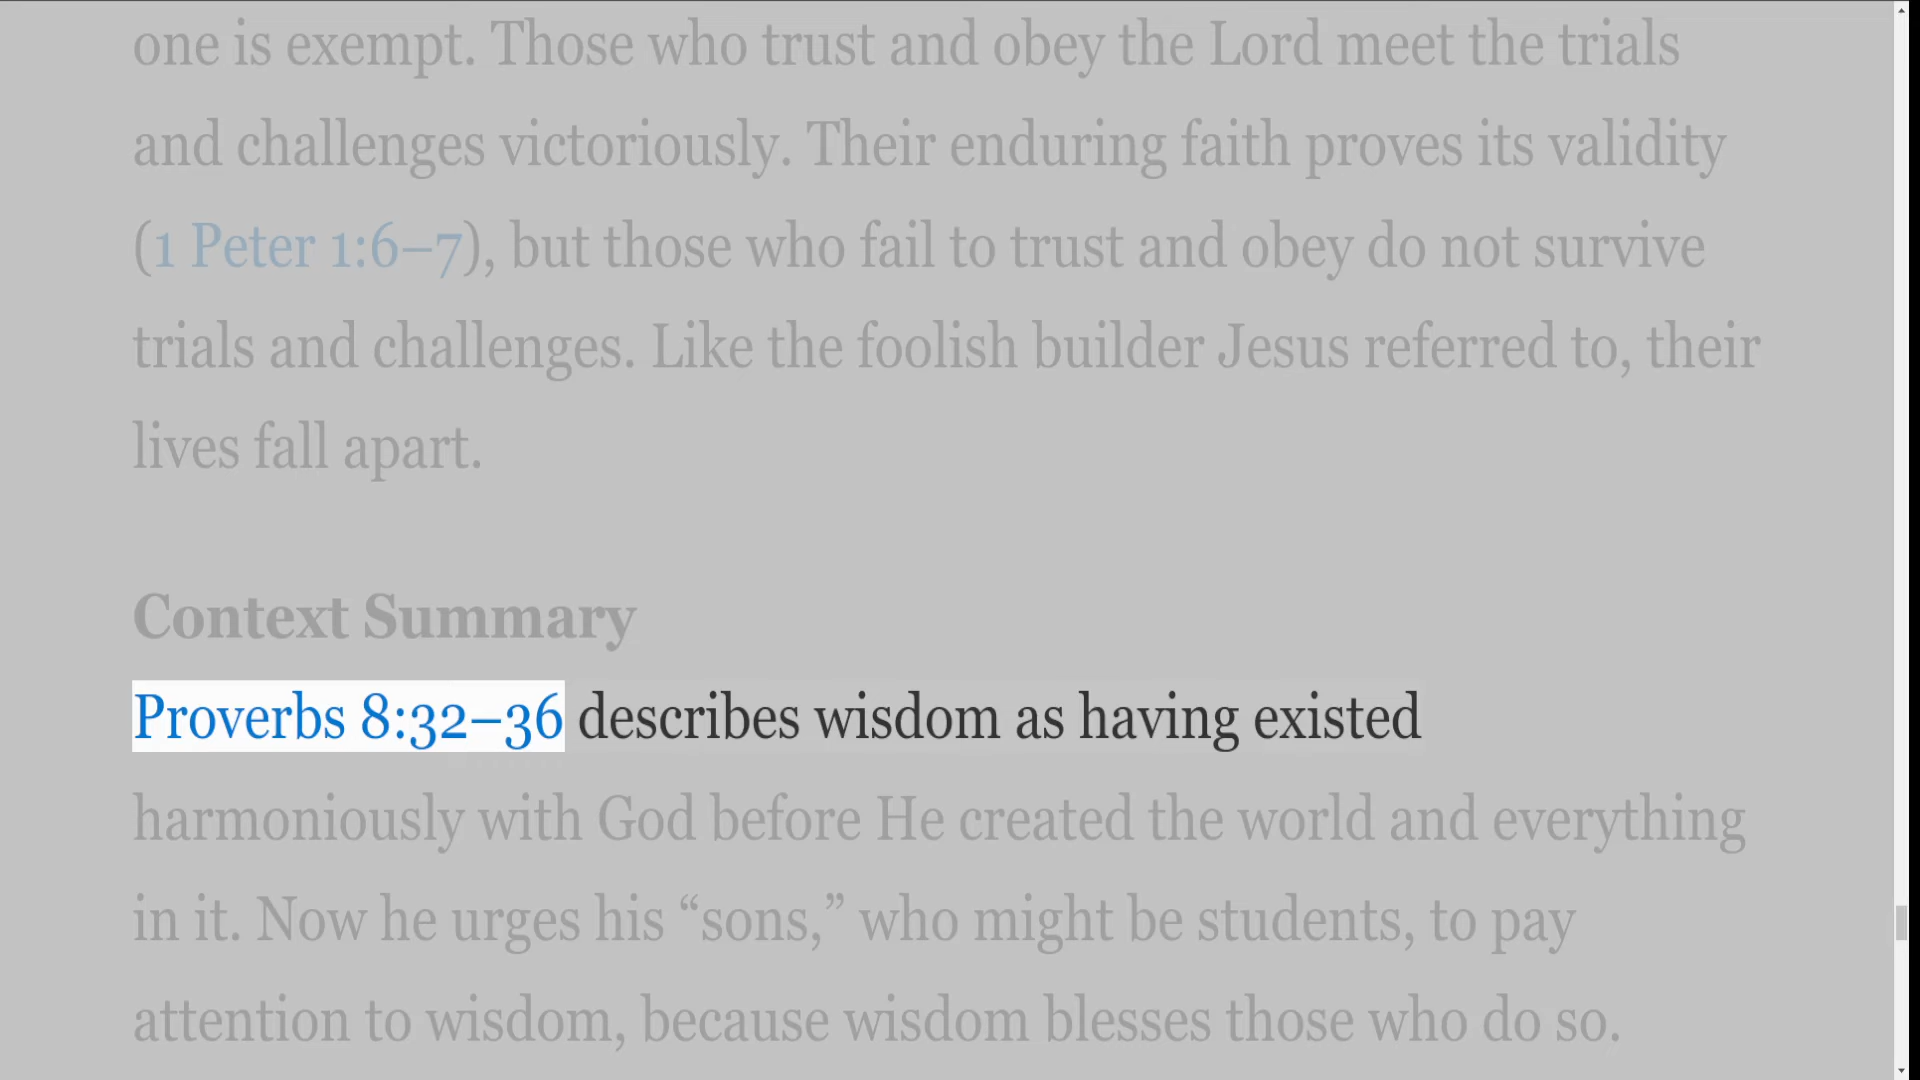 one is exempt. Those who trust and obey the Lord meet the trials
and challenges victoriously. Their enduring faith proves its validity
(1 Peter 1:6–7), but those who fail to trust and obey do not survive
trials and challenges. Like the foolish builder Jesus referred to, their
lives fall apart.
Context Summary
Proverbs 8:32–36 describes wisdom as having existed
harmoniously with God before He created the world and everything
in it. Now he urges his “sons,” who might be students, to pay
attention to wisdom, because wisdom blesses those who do so.